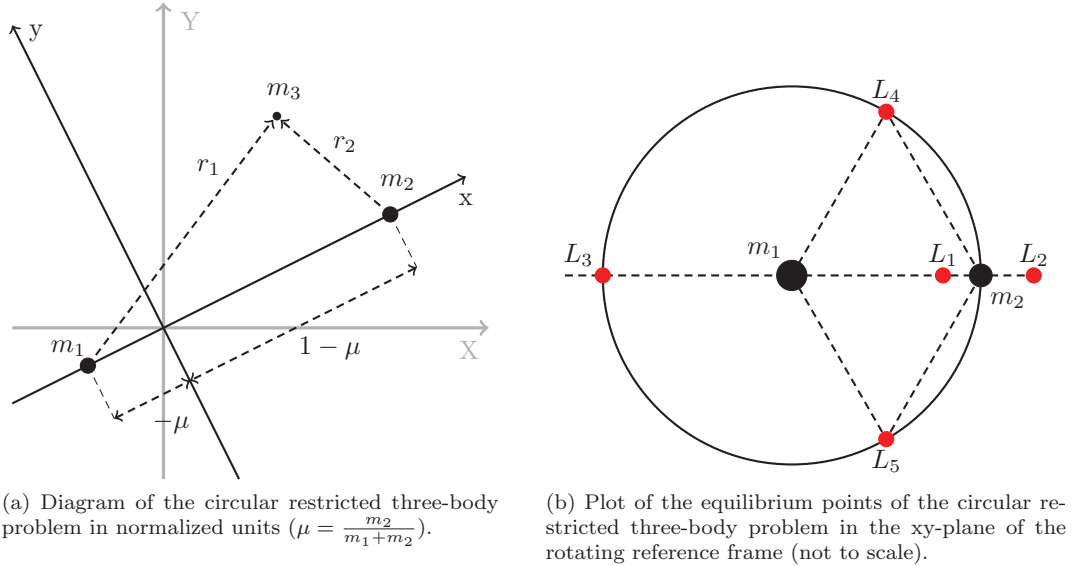 y
Y
m₃
r₁
r₂
m₂
x
m₁
X
1 − μ
−μ
L₄
L₃
m₁
L₁
L₂
m₂
L₅
(a) Diagram of the circular restricted three-body
problem in normalized units (μ = m₂/(m₁+m₂)).
(b) Plot of the equilibrium points of the circular re-
stricted three-body problem in the xy-plane of the
rotating reference frame (not to scale).